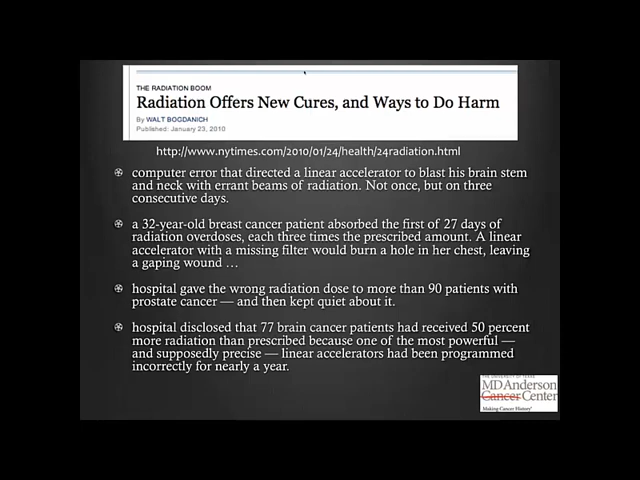 THE RADIATION BOOM
Radiation Offers New Cures, and Ways to Do Harm
By WALT BOGDANICH
Published: January 23, 2010
http://www.nytimes.com/2010/01/24/health/24radiation.html
computer error that directed a linear accelerator to blast his brain stem
and neck with errant beams of radiation. Not once, but on three
consecutive days.
a 32-year-old breast cancer patient absorbed the first of 27 days of
radiation overdoses, each three times the prescribed amount. A linear
accelerator with a missing filter would burn a hole in her chest, leaving
a gaping wound …
hospital gave the wrong radiation dose to more than 90 patients with
prostate cancer — and then kept quiet about it.
hospital disclosed that 77 brain cancer patients had received 50 percent
more radiation than prescribed because one of the most powerful —
and supposedly precise — linear accelerators had been programmed
incorrectly for nearly a year.
THE UNIVERSITY OF TEXAS
MD Anderson
Cancer Center
Making Cancer History®